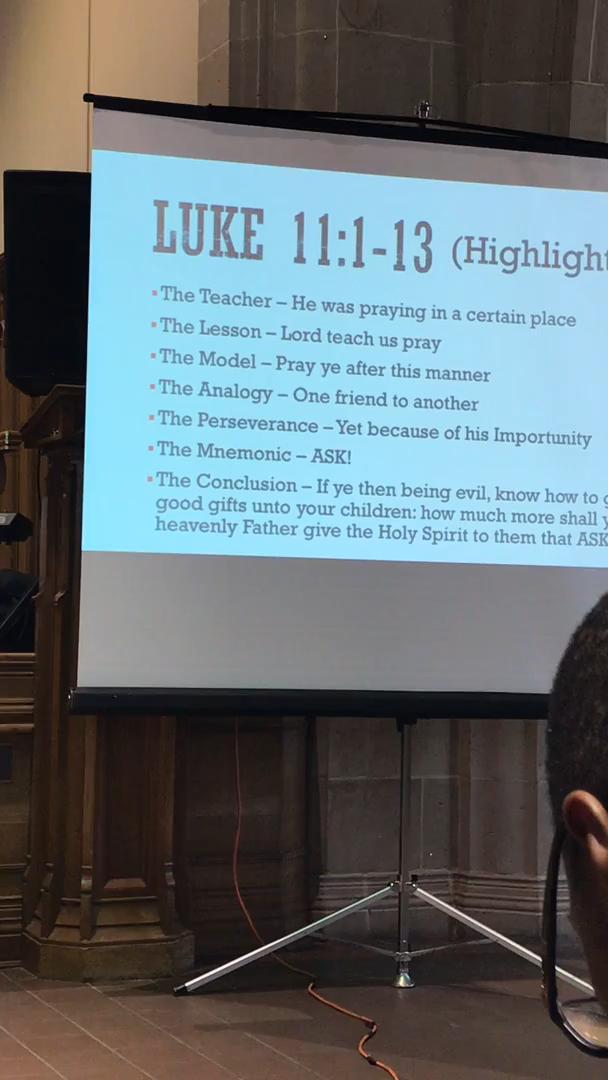 LUKE 11:1-13 (Highlight
▪The Teacher – He was praying in a certain place
▪The Lesson – Lord teach us pray
▪The Model – Pray ye after this manner
▪The Analogy – One friend to another
▪The Perseverance – Yet because of his Importunity
▪The Mnemonic – ASK!
▪The Conclusion – If ye then being evil, know how to
good gifts unto your children: how much more shall
heavenly Father give the Holy Spirit to them that ASK